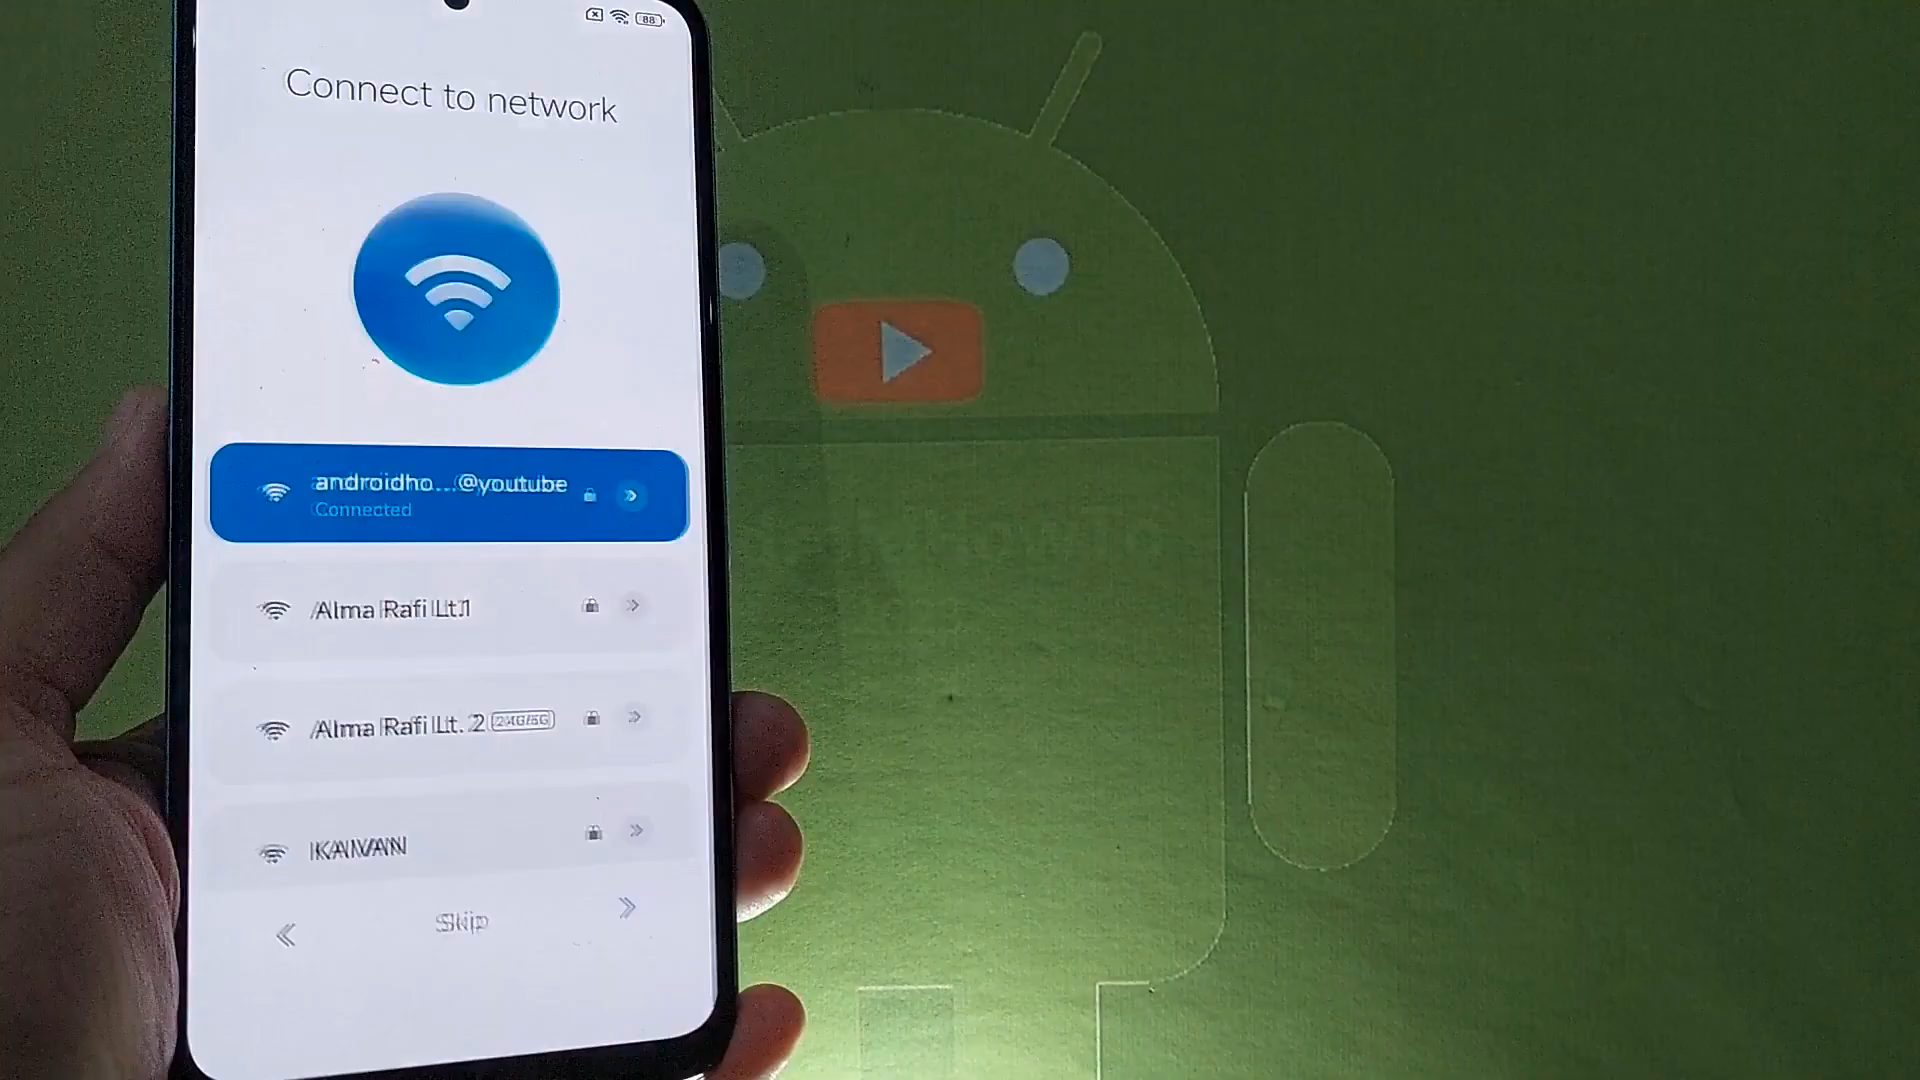 88
Connect to network
androidho...@youtube
Connected
Alma Rafi Lt.1
Alma Rafi Lt. 2 2.4G/5G
KAIVAN
Skip